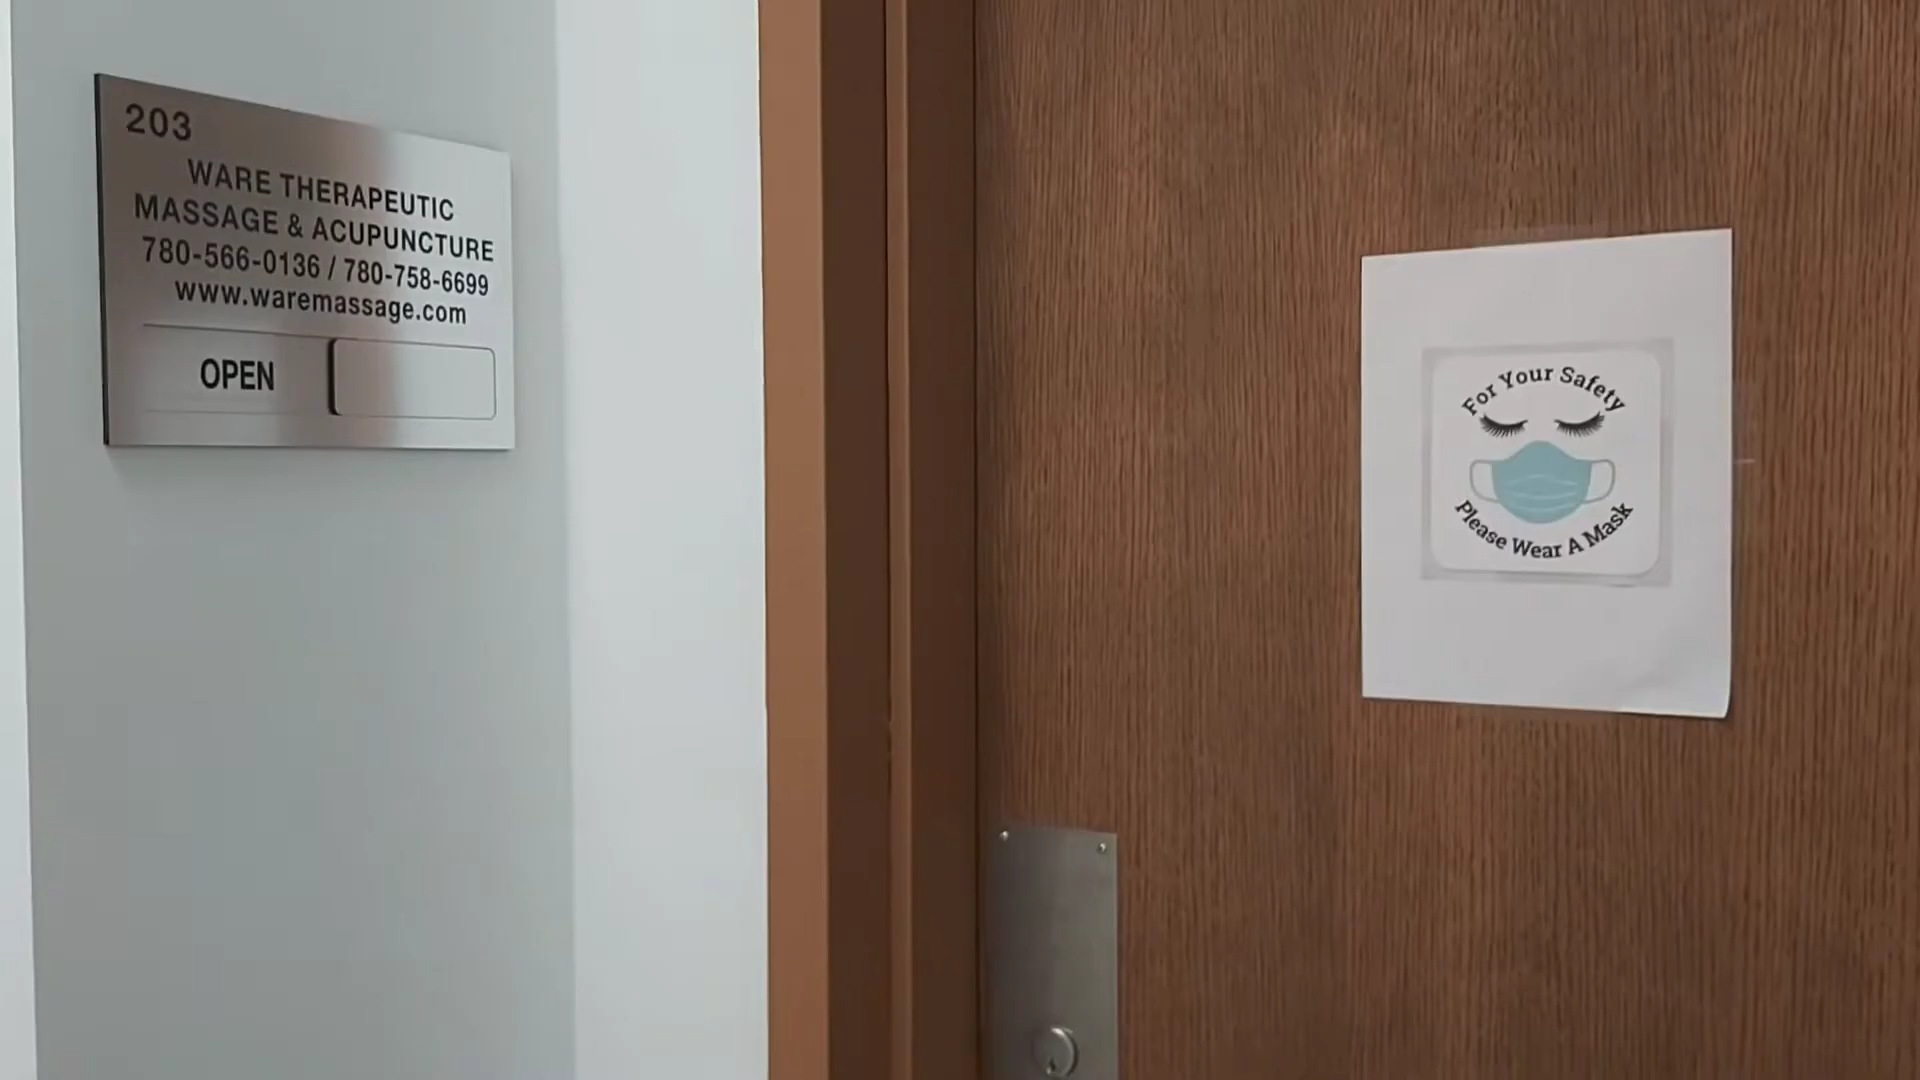 203
WARE THERAPEUTIC
MASSAGE & ACUPUNCTURE
780-566-0136 / 780-758-6699
www.waremassage.com
OPEN
For Your Safety
Please Wear A Mask